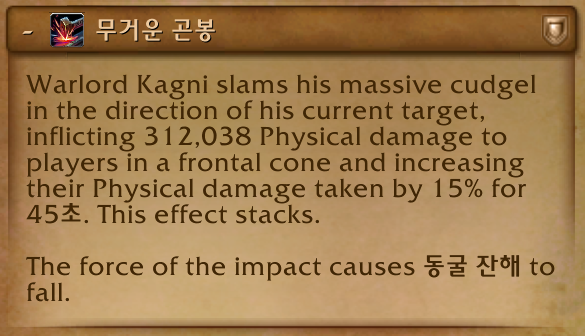 - 무거운 곤봉
Warlord Kagni slams his massive cudgel
in the direction of his current target,
inflicting 312,038 Physical damage to
players in a frontal cone and increasing
their Physical damage taken by 15% for
45초. This effect stacks.
The force of the impact causes 동굴 잔해 to
fall.